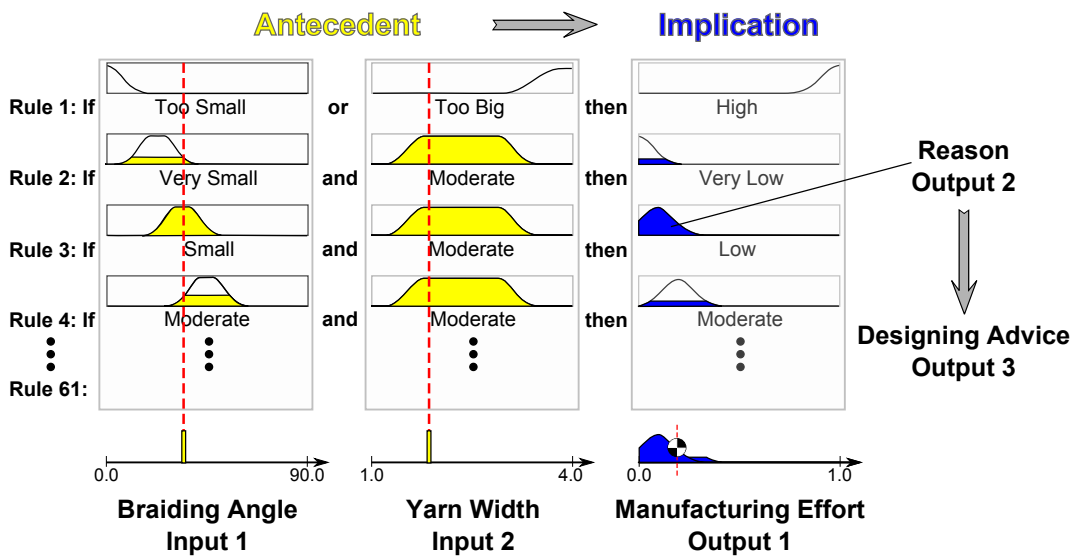 Antecedent Implication
Rule 1: If Too Small or Too Big then High
Rule 2: If Very Small and Moderate then Very Low
Reason
Output 2
Rule 3: If Small and Moderate then Low
Rule 4: If Moderate and Moderate then Moderate
Designing Advice
Output 3
Rule 61:
0.0 90.0 1.0 4.0 0.0 1.0
Braiding Angle Yarn Width Manufacturing Effort
Input 1 Input 2 Output 1